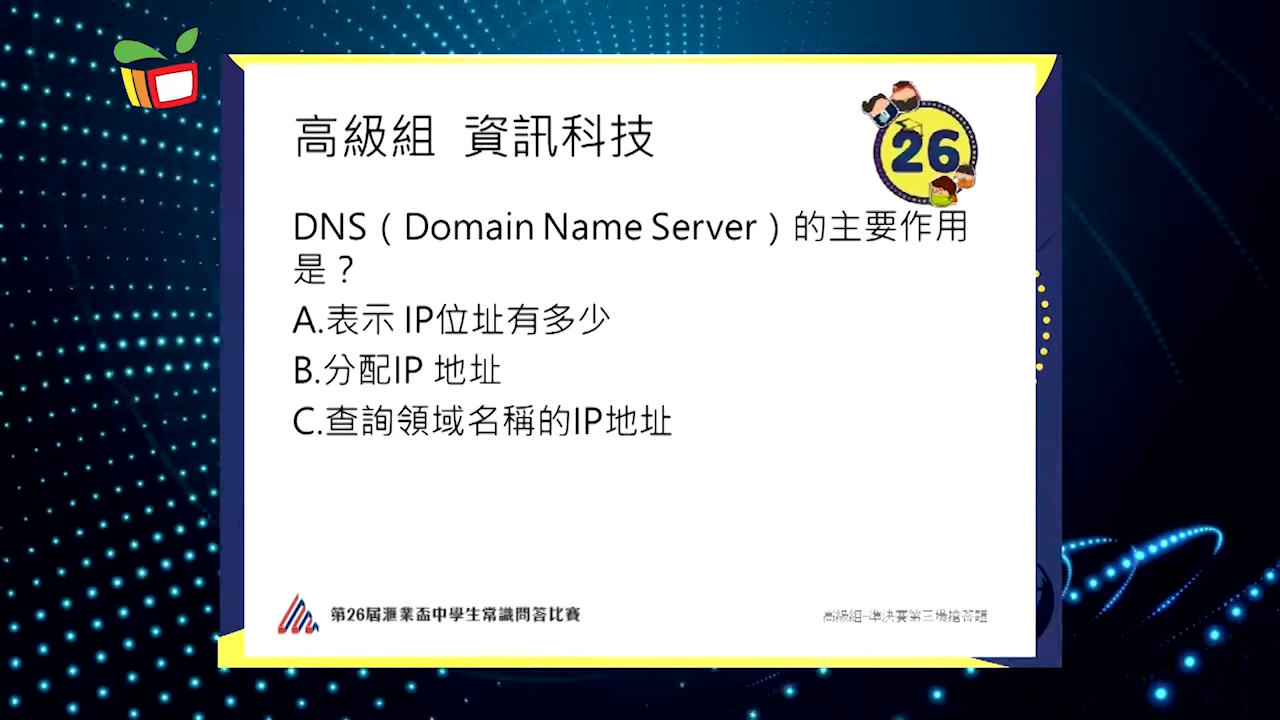 高級組 資訊科技
26
DNS（Domain Name Server）的主要作用
是？
A.表示 IP位址有多少
B.分配IP 地址
C.查詢領域名稱的IP地址
第26屆滙業盃中學生常識問答比賽
高級組-準決賽第三場搶答題